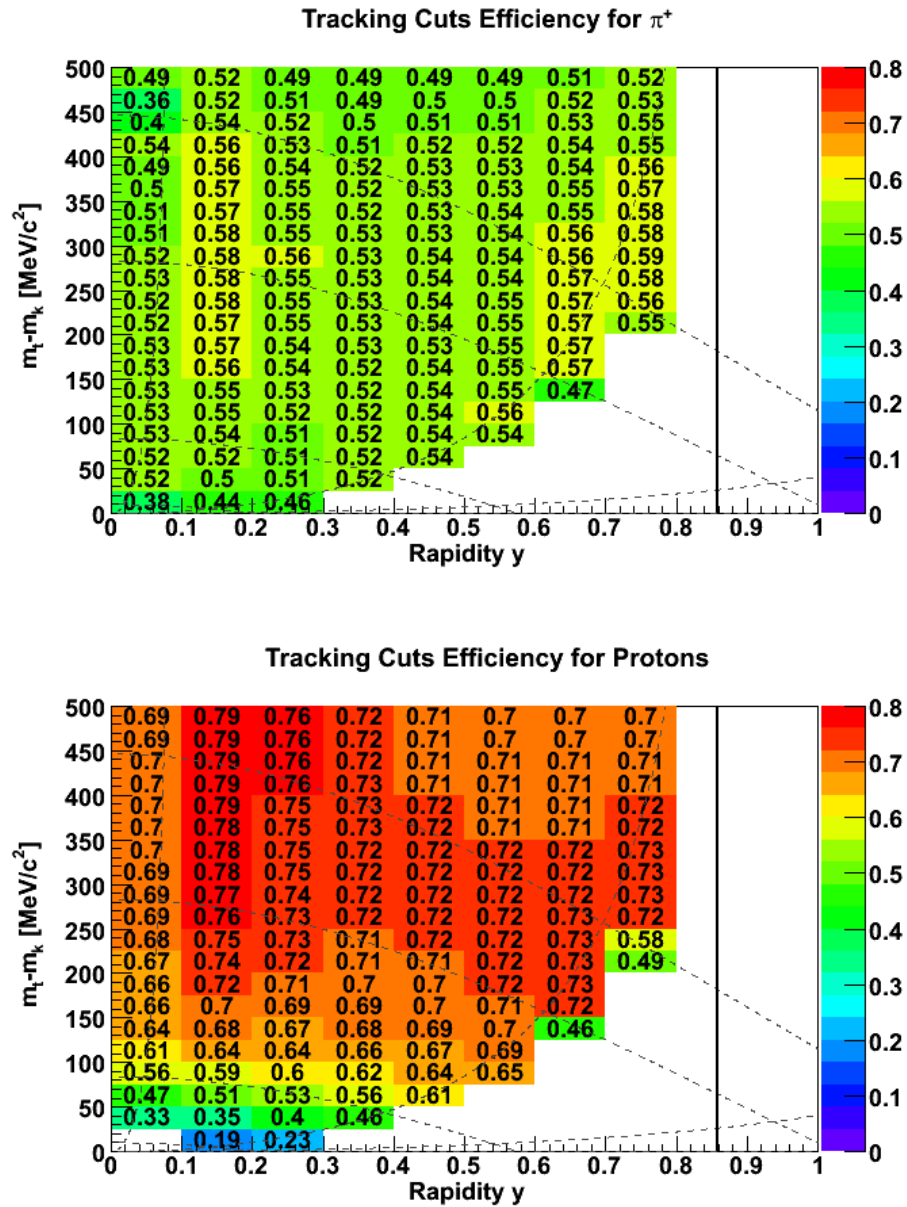 Tracking Cuts Efficiency for π⁺
500 0.49 0.52 0.49 0.49 0.49 0.49 0.51 0.52 0.8
0.36 0.52 0.51 0.49 0.5 0.5 0.52 0.53
450 0.4 0.54 0.52 0.5 0.51 0.51 0.53 0.55 0.7
0.54 0.56 0.53 0.51 0.52 0.52 0.54 0.55
400 0.49 0.56 0.54 0.52 0.53 0.53 0.54 0.56
0.5 0.57 0.55 0.52 0.53 0.53 0.55 0.57 0.6
350 0.51 0.57 0.55 0.52 0.53 0.54 0.55 0.58
0.51 0.58 0.55 0.53 0.53 0.54 0.56 0.58
300 0.52 0.58 0.56 0.53 0.54 0.54 0.56 0.59 0.5
0.53 0.58 0.55 0.53 0.54 0.54 0.57 0.58
250 0.52 0.58 0.55 0.53 0.54 0.55 0.57 0.56 0.4
0.52 0.57 0.55 0.53 0.54 0.55 0.57 0.55
200 0.53 0.57 0.54 0.53 0.53 0.55 0.57
0.53 0.56 0.54 0.52 0.54 0.55 0.57 0.3
150 0.53 0.55 0.53 0.52 0.54 0.55 0.47
0.53 0.55 0.52 0.52 0.54 0.56 0.2
100 0.53 0.54 0.51 0.52 0.54 0.54
0.52 0.52 0.51 0.52 0.54 0.1
50 0.52 0.5 0.51 0.52
0.38 0.44 0.46
0 0
mt-mk [MeV/c²]
0 0.1 0.2 0.3 0.4 0.5 0.6 0.7 0.8 0.9 1
Rapidity y
Tracking Cuts Efficiency for Protons
500 0.69 0.79 0.76 0.72 0.71 0.7 0.7 0.7 0.8
0.69 0.79 0.76 0.72 0.71 0.7 0.7 0.7
450 0.7 0.79 0.76 0.72 0.71 0.71 0.71 0.71 0.7
0.7 0.79 0.76 0.73 0.71 0.71 0.71 0.71
400 0.7 0.79 0.75 0.73 0.72 0.71 0.71 0.72
0.7 0.78 0.75 0.73 0.72 0.71 0.71 0.72 0.6
350 0.7 0.78 0.75 0.72 0.72 0.72 0.72 0.73
0.69 0.78 0.75 0.72 0.72 0.72 0.72 0.73
300 0.69 0.77 0.74 0.72 0.72 0.72 0.72 0.73 0.5
0.69 0.76 0.73 0.72 0.72 0.72 0.73 0.72
250 0.68 0.75 0.73 0.71 0.72 0.72 0.73 0.58 0.4
0.67 0.74 0.72 0.71 0.71 0.72 0.73 0.49
200 0.66 0.72 0.71 0.7 0.7 0.72 0.73
0.66 0.7 0.69 0.69 0.7 0.71 0.72 0.3
150 0.64 0.68 0.67 0.68 0.69 0.7 0.46
0.61 0.64 0.64 0.66 0.67 0.69 0.2
100 0.56 0.59 0.6 0.62 0.64 0.65
0.47 0.51 0.53 0.56 0.61 0.1
50 0.33 0.35 0.4 0.46
0.19 0.23
0 0
mt-mk [MeV/c²]
0 0.1 0.2 0.3 0.4 0.5 0.6 0.7 0.8 0.9 1
Rapidity y